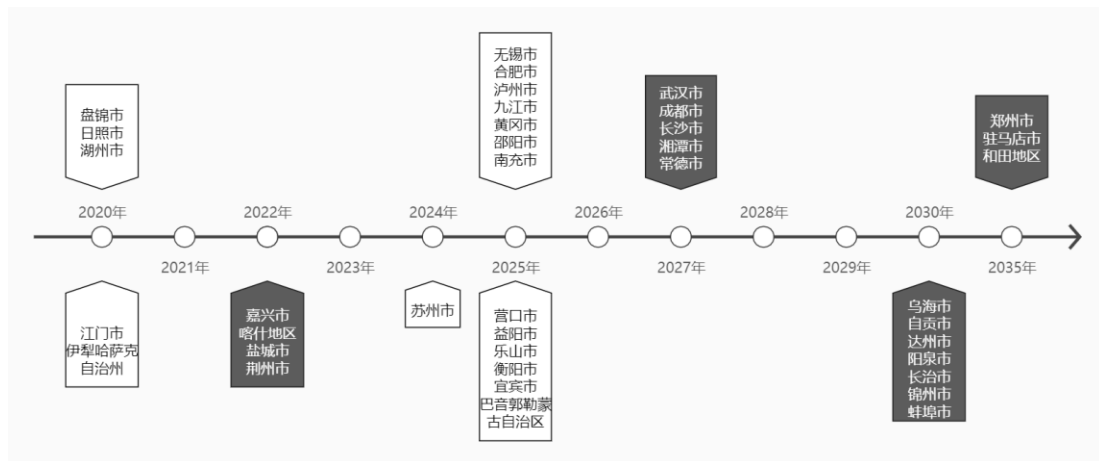 盘锦市
日照市
湖州市
无锡市
合肥市
泸州市
九江市
黄冈市
邵阳市
南充市
武汉市
成都市
长沙市
湘潭市
常德市
郑州市
驻马店市
和田地区
2020年
2022年
2024年
2026年
2028年
2030年
2021年
2023年
2025年
2027年
2029年
2035年
江门市
伊犁哈萨克
自治州
嘉兴市
喀什地区
盐城市
荆州市
苏州市
营口市
益阳市
乐山市
衡阳市
宜宾市
巴音郭勒蒙
古自治区
乌海市
自贡市
达州市
阳泉市
长治市
锦州市
蚌埠市